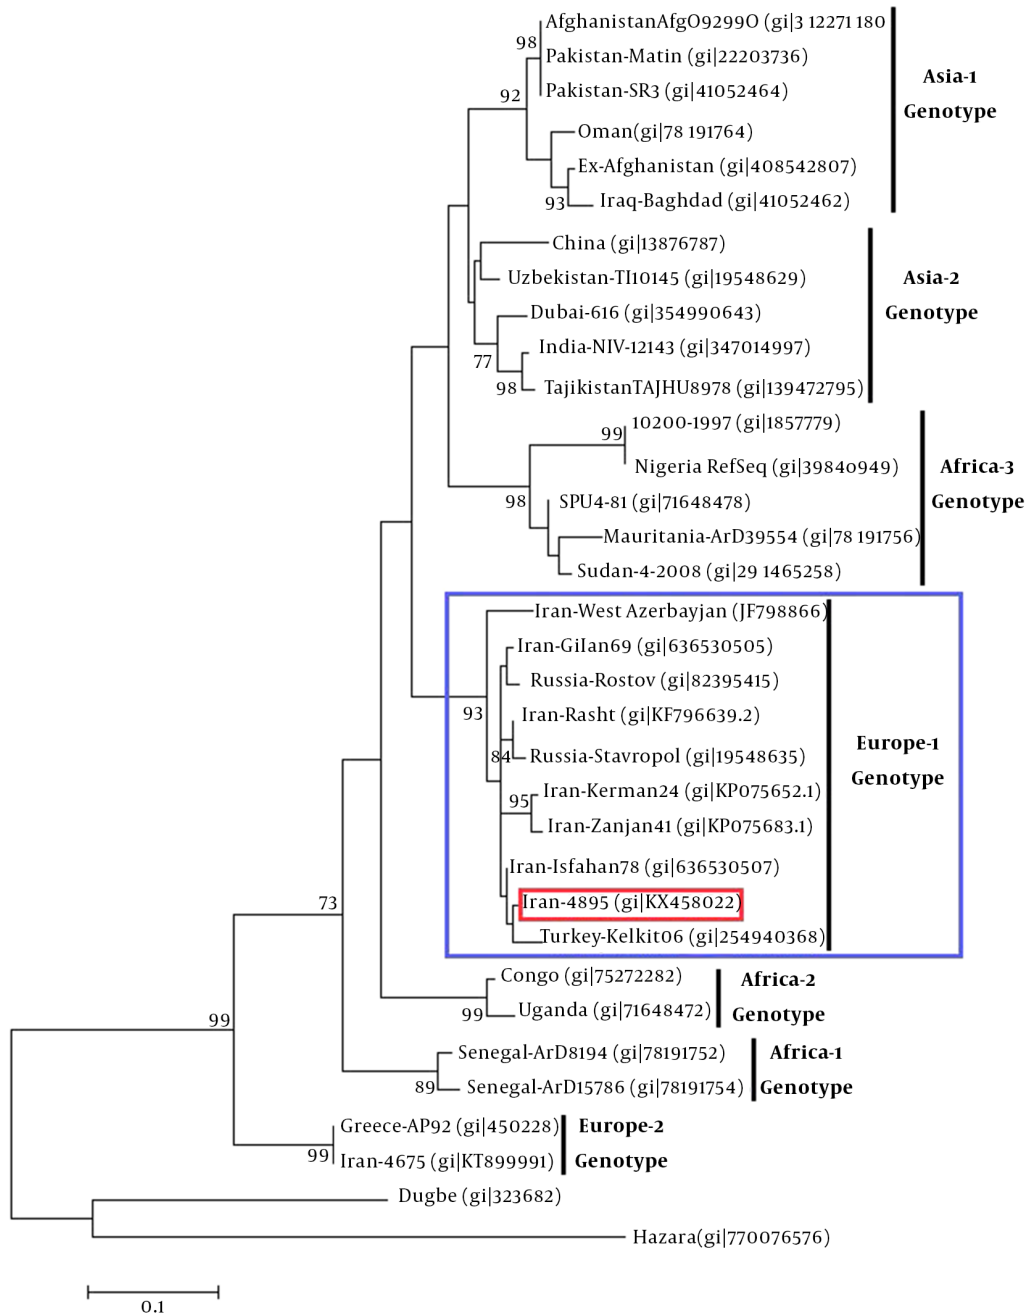 AfghanistanAfgO9299O (gi|3 12271 180
98
Pakistan-Matin (gi|22203736)
Pakistan-SR3 (gi|41052464)
92
Asia-1
Genotype
Oman(gi|78 191764)
Ex-Afghanistan (gi|408542807)
93
Iraq-Baghdad (gi|41052462)
China (gi|13876787)
Uzbekistan-TI10145 (gi|19548629)
Asia-2
Genotype
Dubai-616 (gi|354990643)
India-NIV-12143 (gi|347014997)
77
98
TajikistanTAJHU8978 (gi|139472795)
10200-1997 (gi|1857779)
99
Nigeria RefSeq (gi|39840949)
Africa-3
Genotype
98
SPU4-81 (gi|71648478)
Mauritania-ArD39554 (gi|78 191756)
Sudan-4-2008 (gi|29 1465258)
Iran-West Azerbayjan (JF798866)
Iran-Gilan69 (gi|636530505)
Russia-Rostov (gi|82395415)
93
Iran-Rasht (gi|KF796639.2)
84
Russia-Stavropol (gi|19548635)
Europe-1
Genotype
95
Iran-Kerman24 (gi|KP075652.1)
Iran-Zanjan41 (gi|KP075683.1)
Iran-Isfahan78 (gi|636530507)
Iran-4895 (gi|KX458022)
Turkey-Kelkit06 (gi|254940368)
73
Congo (gi|75272282)
99
Uganda (gi|71648472)
Africa-2
Genotype
99
Senegal-ArD8194 (gi|78191752)
89
Senegal-ArD15786 (gi|78191754)
Africa-1
Genotype
Greece-AP92 (gi|450228)
99
Iran-4675 (gi|KT899991)
Europe-2
Genotype
Dugbe (gi|323682)
Hazara(gi|770076576)
0.1